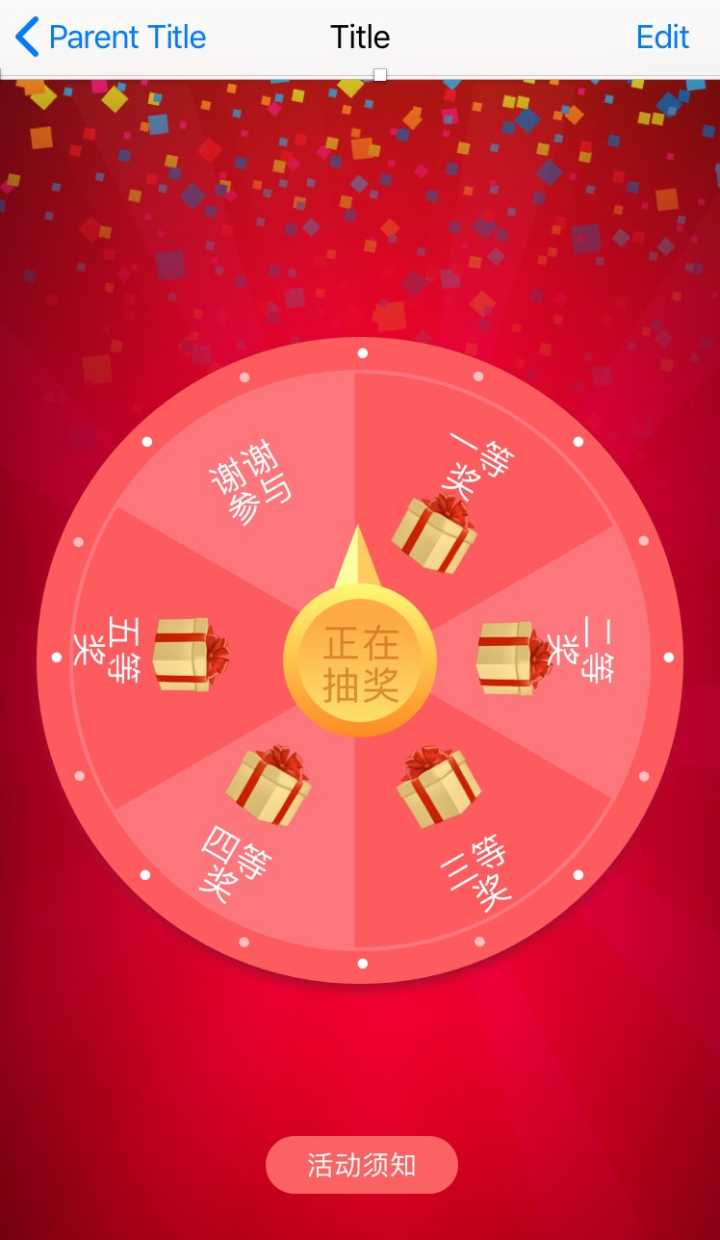 Parent Title
Title
Edit
谢谢
参与
一等
奖
五等
奖
正在
抽奖
二等
奖
四等
奖
三等
奖
活动须知